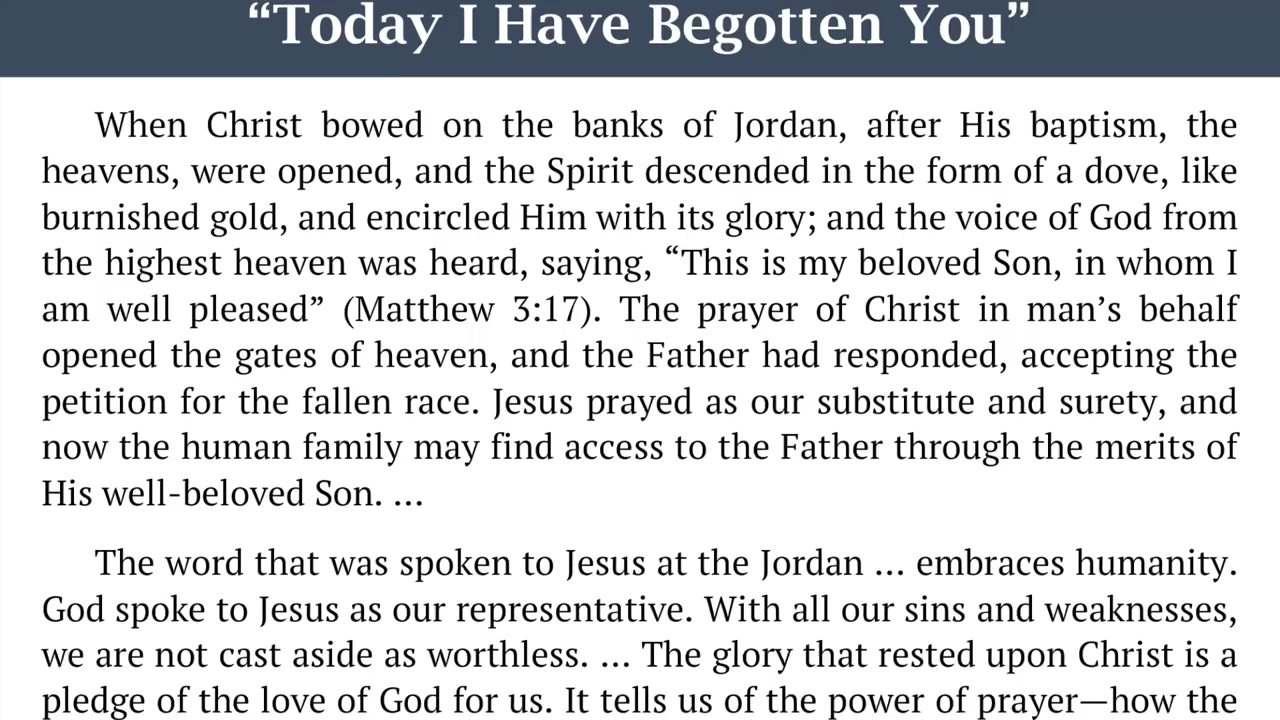 “Today I Have Begotten You”
When Christ bowed on the banks of Jordan, after His baptism, the
heavens, were opened, and the Spirit descended in the form of a dove, like
burnished gold, and encircled Him with its glory; and the voice of God from
the highest heaven was heard, saying, “This is my beloved Son, in whom I
am well pleased” (Matthew 3:17). The prayer of Christ in man’s behalf
opened the gates of heaven, and the Father had responded, accepting the
petition for the fallen race. Jesus prayed as our substitute and surety, and
now the human family may find access to the Father through the merits of
His well-beloved Son. ...
The word that was spoken to Jesus at the Jordan ... embraces humanity.
God spoke to Jesus as our representative. With all our sins and weaknesses,
we are not cast aside as worthless. ... The glory that rested upon Christ is a
pledge of the love of God for us. It tells us of the power of prayer—how the